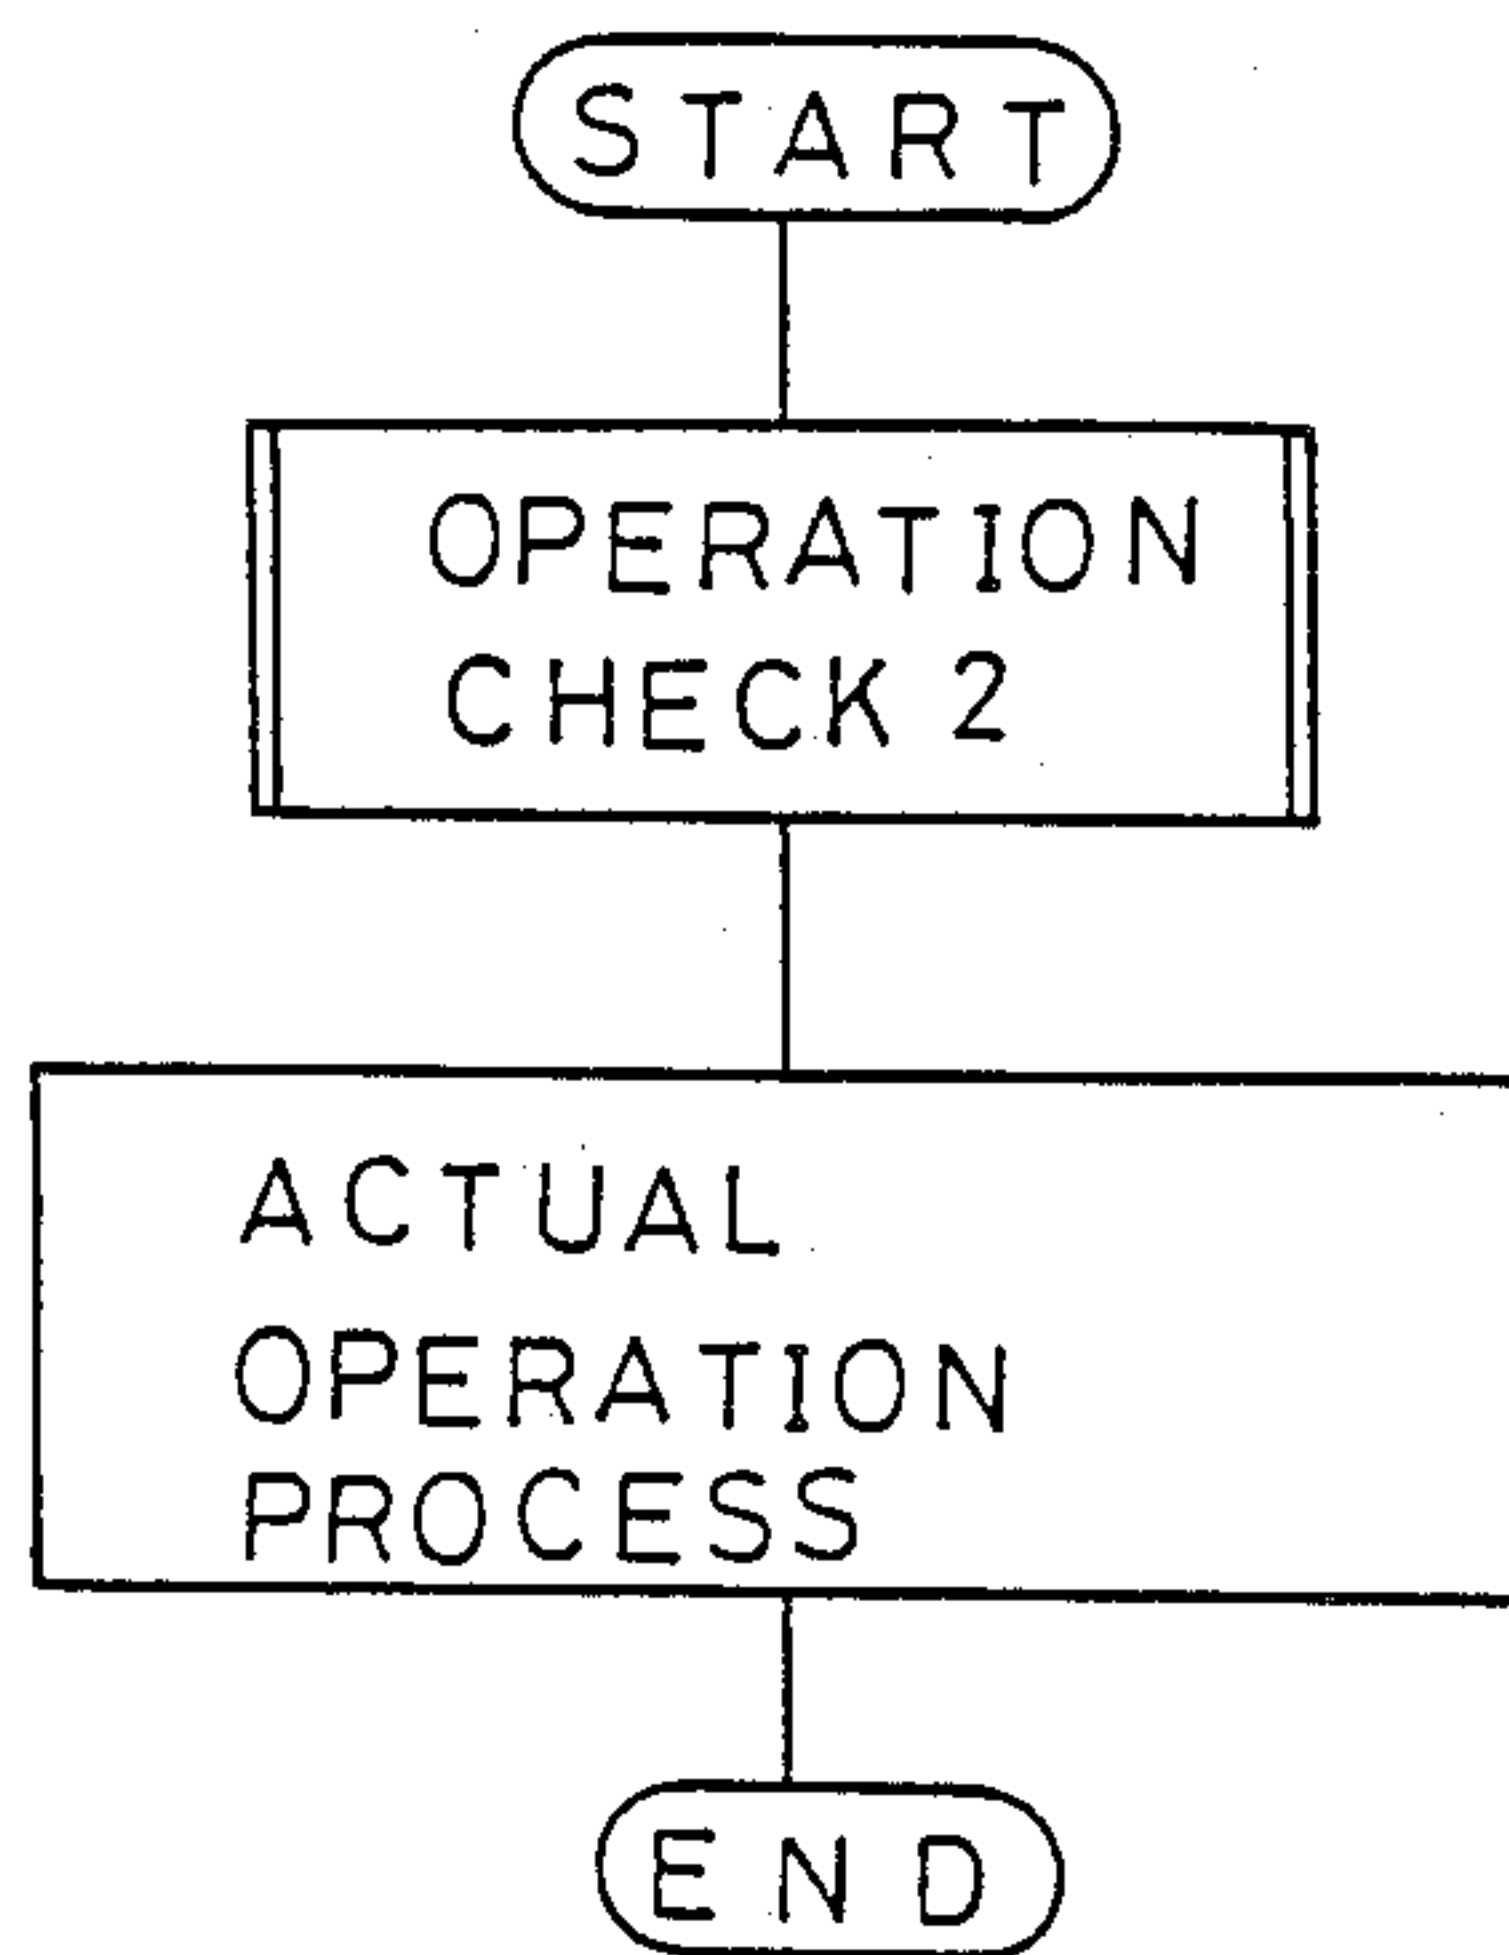 START
OPERATION
CHECK 2
ACTUAL
OPERATION
PROCESS
END